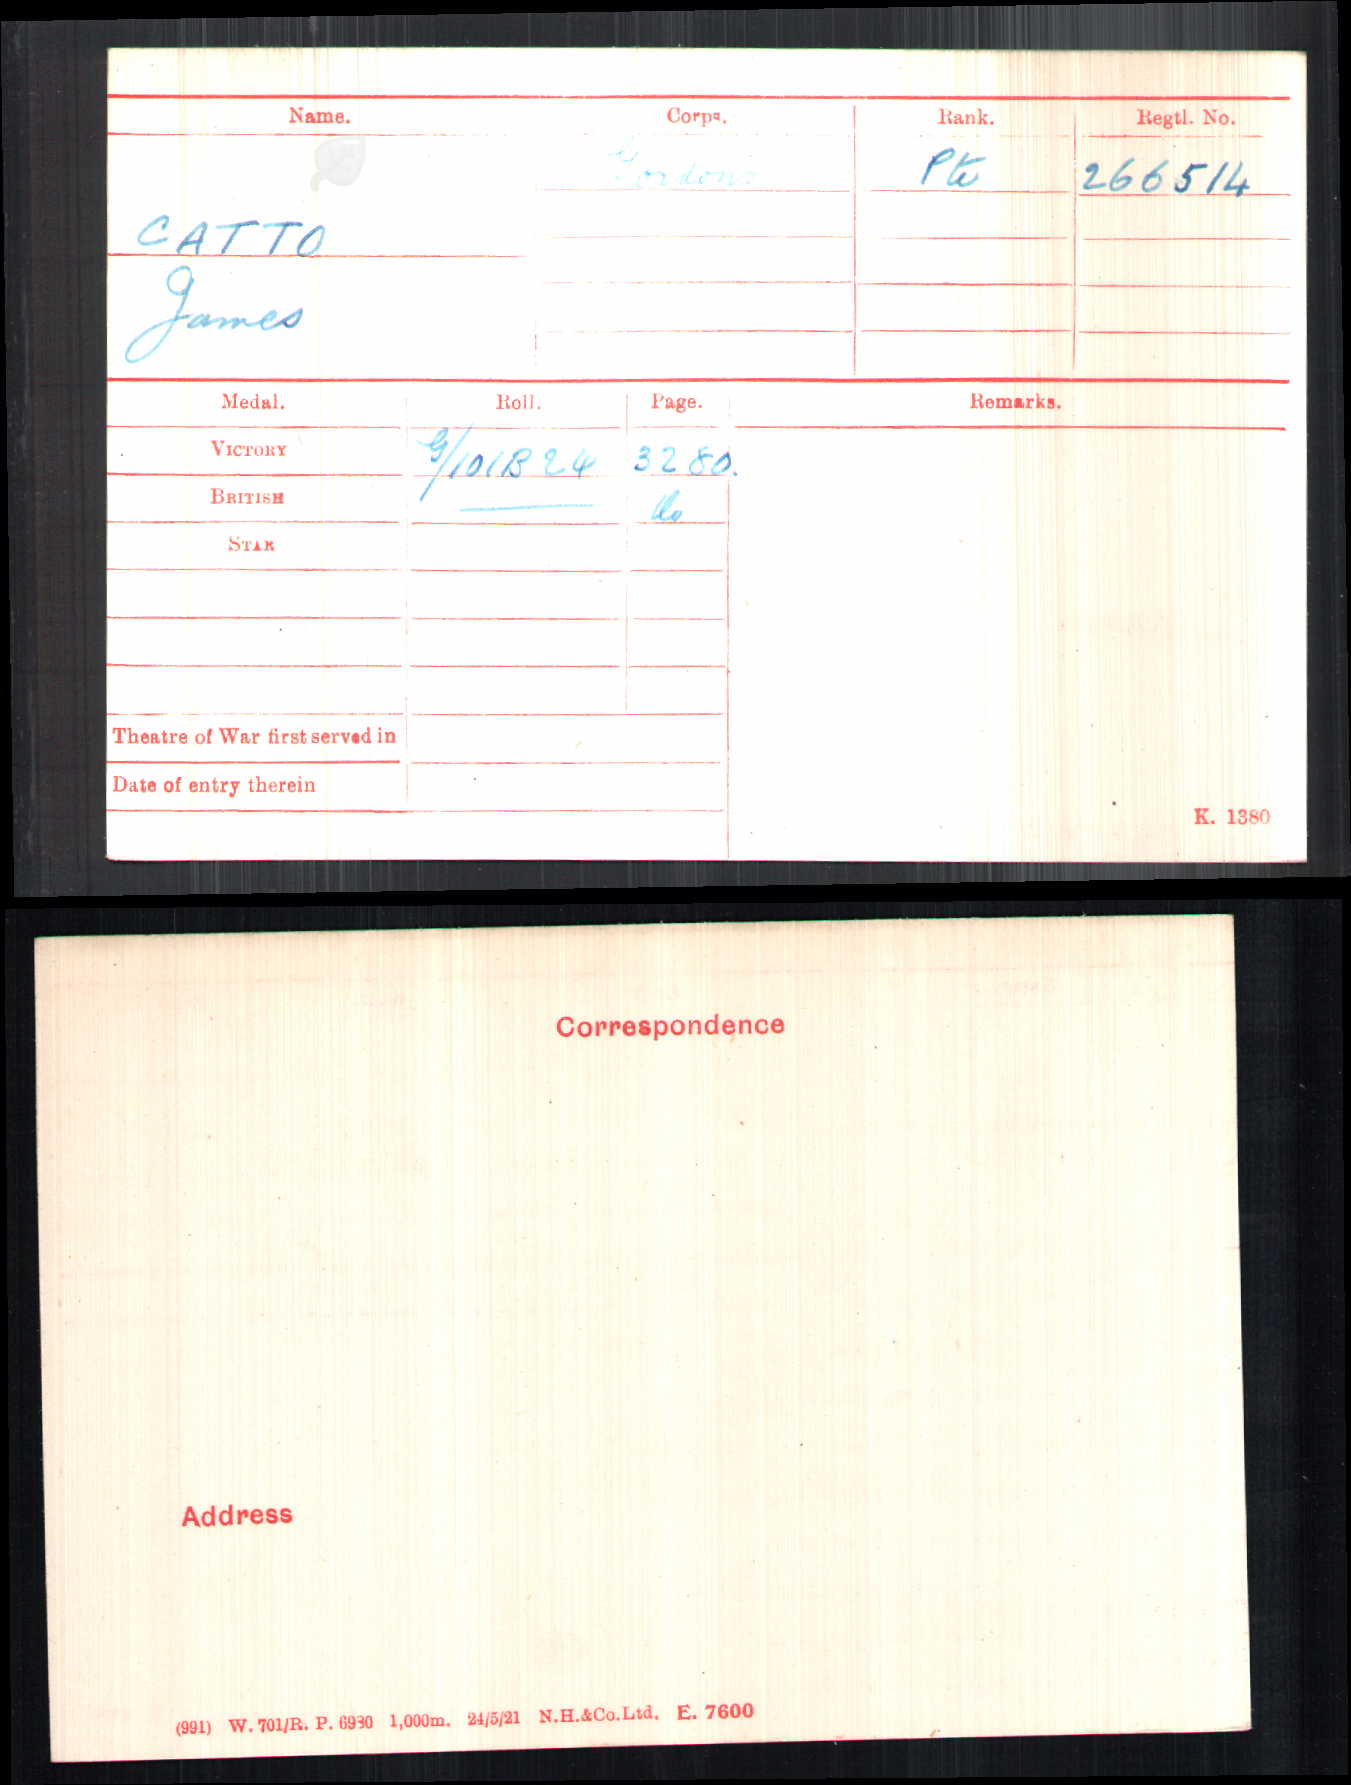 Name. Corps. Rank. Regtl. No.
Gordons Pte 266514
CATTO
James
Medal. Roll. Page. Remarks.
VICTORY G/101B24 3280.
BRITISH do
STAR
Theatre of War first served in
Date of entry therein
K. 1380
Correspondence
Address
(991) W. 701/R. P. 6930 1,000m. 24/5/21 N.H.&Co.Ltd. E. 7600